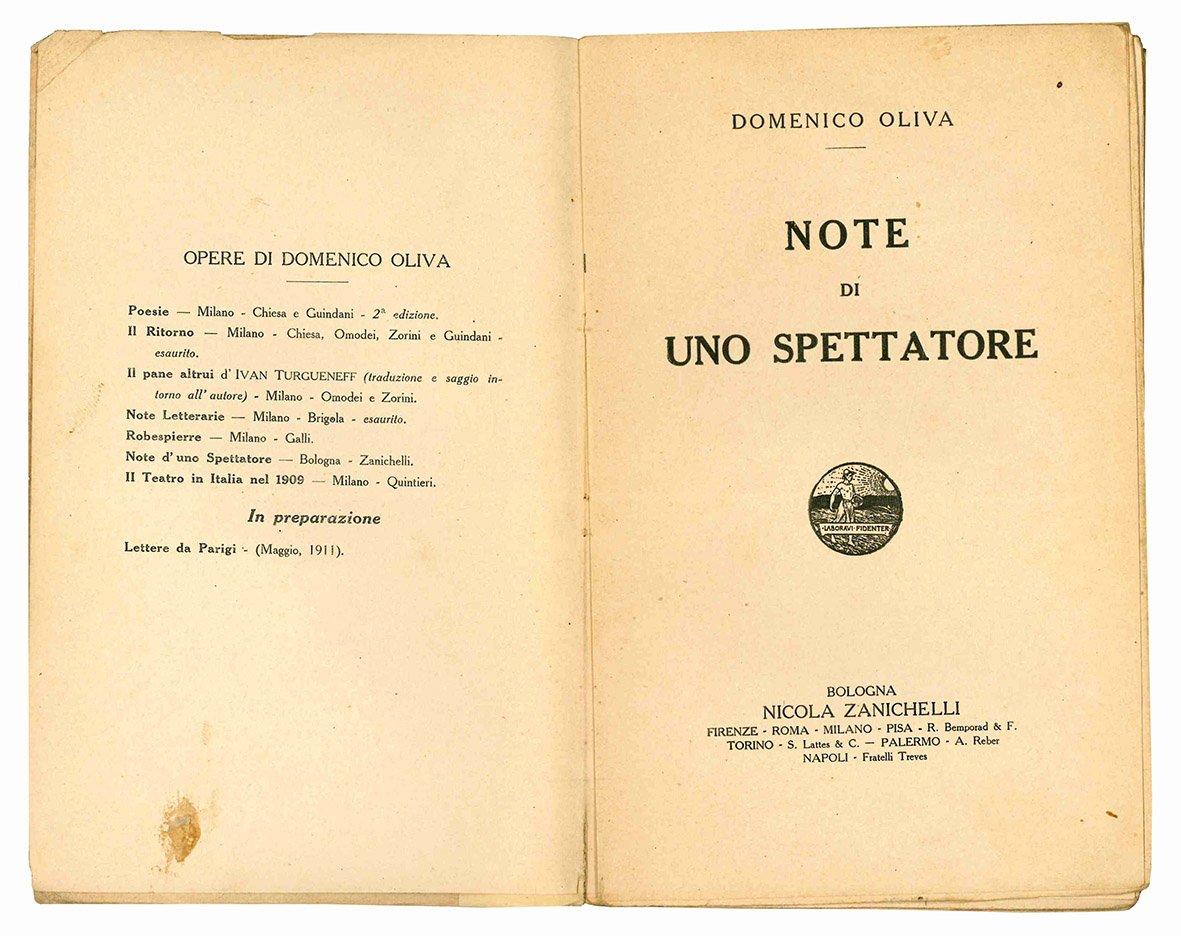 OPERE DI DOMENICO OLIVA
Poesie — Milano - Chiesa e Guindani - 2ª edizione.
Il Ritorno — Milano - Chiesa, Omodei, Zorini e Guindani -
esaurito.
Il pane altrui d' IVAN TURGUENEFF (traduzione e saggio in-
torno all' autore) - Milano - Omodei e Zorini.
Note Letterarie — Milano - Brigola - esaurito.
Robespierre — Milano - Galli.
Note d' uno Spettatore — Bologna - Zanichelli.
Il Teatro in Italia nel 1909 — Milano - Quintieri.
In preparazione
Lettere da Parigi - (Maggio, 1911).
DOMENICO OLIVA
NOTE
DI
UNO SPETTATORE
·LABORAVI·FIDENTER·
BOLOGNA
NICOLA ZANICHELLI
FIRENZE - ROMA - MILANO - PISA - R. Bemporad & F.
TORINO - S. Lattes & C. — PALERMO - A. Reber
NAPOLI - Fratelli Treves